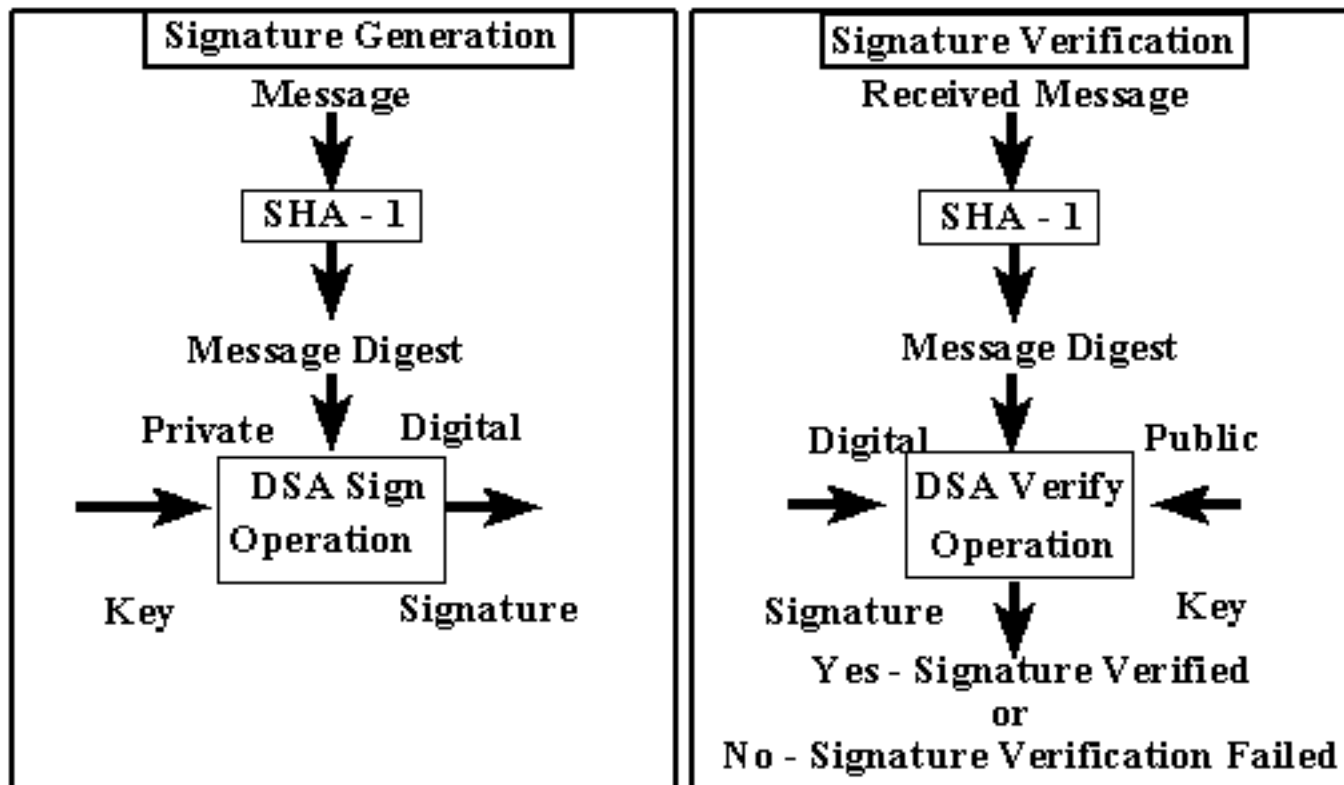 Signature Generation
Message
SHA - 1
Message Digest
Private
Digital
DSA Sign
Operation
Key
Signature
Signature Verification
Received Message
SHA - 1
Message Digest
Digital
Public
DSA Verify
Operation
Signature
Key
Yes - Signature Verified
or
No - Signature Verification Failed